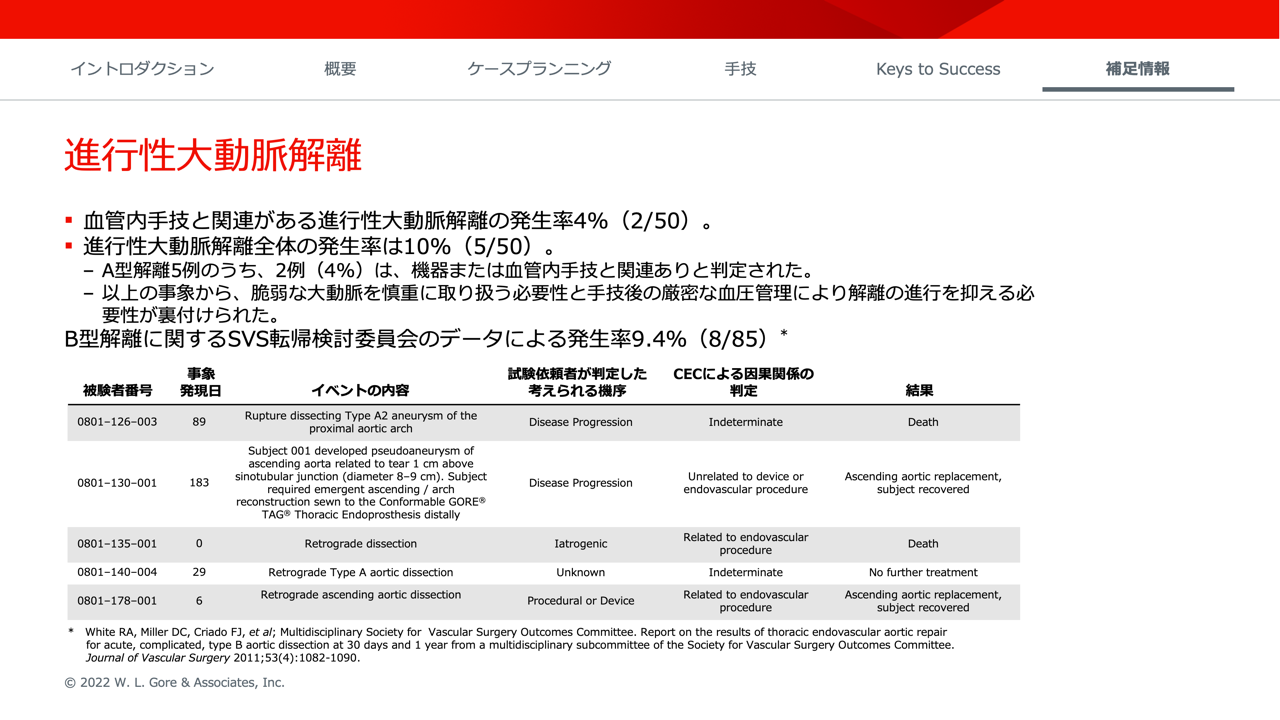 イントロダクション 概要 ケースプランニング 手技 Keys to Success 補足情報
進行性大動脈解離
▪ 血管内手技と関連がある進行性大動脈解離の発生率4%（2/50）。
▪ 進行性大動脈解離全体の発生率は10%（5/50）。
– A型解離5例のうち、2例（4%）は、機器または血管内手技と関連ありと判定された。
– 以上の事象から、脆弱な大動脈を慎重に取り扱う必要性と手技後の厳密な血圧管理により解離の進行を抑える必
要性が裏付けられた。
B型解離に関するSVS転帰検討委員会のデータによる発生率9.4%（8/85）*
被験者番号 事象 発現日 イベントの内容 試験依頼者が判定した 考えられる機序 CECによる因果関係の 判定 結果
0801–126–003 89 Rupture dissecting Type A2 aneurysm of the proximal aortic arch Disease Progression Indeterminate Death
0801–130–001 183 Subject 001 developed pseudoaneurysm of ascending aorta related to tear 1 cm above sinotubular junction (diameter 8–9 cm). Subject required emergent ascending / arch reconstruction sewn to the Conformable GORE® TAG® Thoracic Endoprosthesis distally Disease Progression Unrelated to device or endovascular procedure Ascending aortic replacement, subject recovered
0801–135–001 0 Retrograde dissection Iatrogenic Related to endovascular procedure Death
0801–140–004 29 Retrograde Type A aortic dissection Unknown Indeterminate No further treatment
0801–178–001 6 Retrograde ascending aortic dissection Procedural or Device Related to endovascular procedure Ascending aortic replacement, subject recovered
* White RA, Miller DC, Criado FJ, et al; Multidisciplinary Society for Vascular Surgery Outcomes Committee. Report on the results of thoracic endovascular aortic repair
for acute, complicated, type B aortic dissection at 30 days and 1 year from a multidisciplinary subcommittee of the Society for Vascular Surgery Outcomes Committee.
Journal of Vascular Surgery 2011;53(4):1082-1090.
© 2022 W. L. Gore & Associates, Inc.